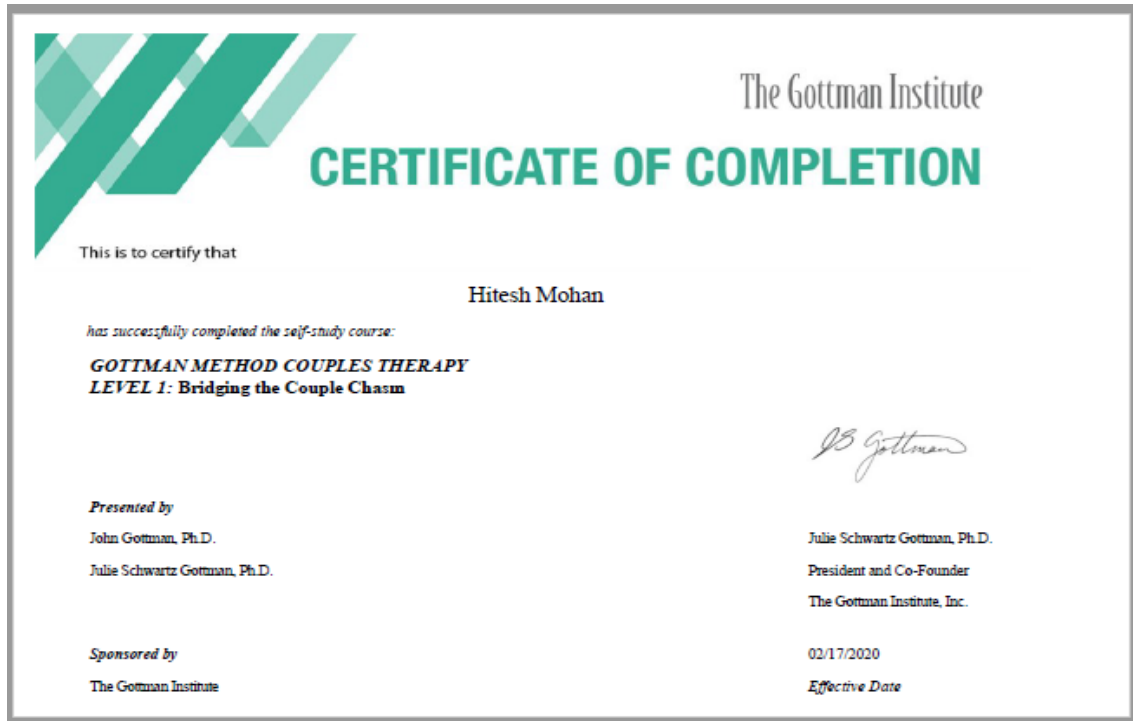 The Gottman Institute
CERTIFICATE OF COMPLETION
This is to certify that
Hitesh Mohan
has successfully completed the self-study course:
GOTTMAN METHOD COUPLES THERAPY
LEVEL 1: Bridging the Couple Chasm
JS Gottman
Presented by
John Gottman, Ph.D.
Julie Schwartz Gottman, Ph.D.
Julie Schwartz Gottman, Ph.D.
President and Co-Founder
The Gottman Institute, Inc.
Sponsored by
The Gottman Institute
02/17/2020
Effective Date